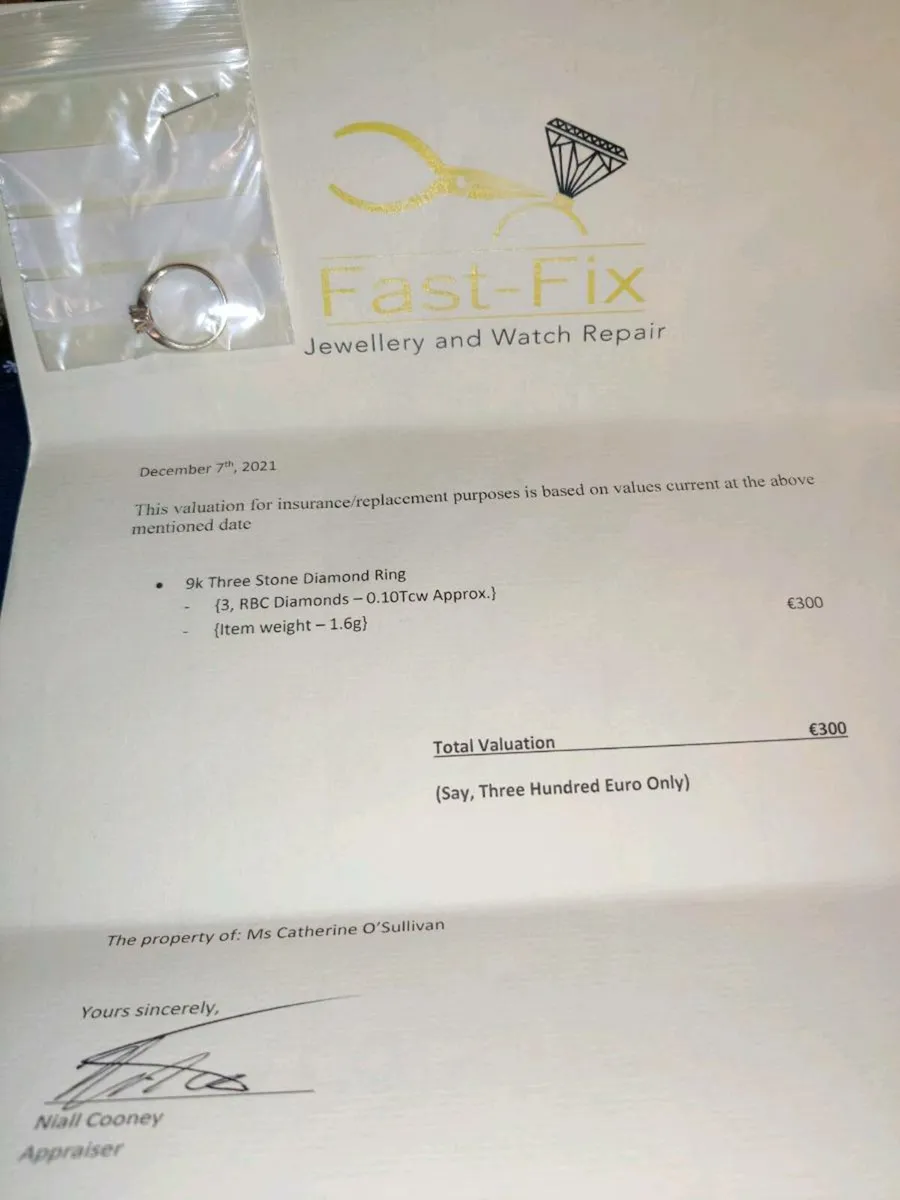 Fast-Fix
Jewellery and Watch Repair
December 7th, 2021
This valuation for insurance/replacement purposes is based on values current at the above
mentioned date
• 9k Three Stone Diamond Ring
- {3, RBC Diamonds – 0.10Tcw Approx.}
€300
- {Item weight – 1.6g}
Total Valuation €300
(Say, Three Hundred Euro Only)
The property of: Ms Catherine O'Sullivan
Yours sincerely,
Niall Cooney
Appraiser